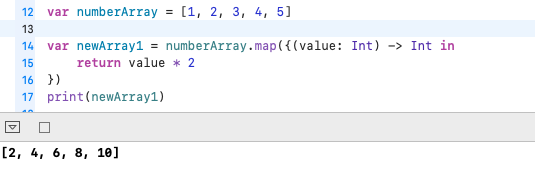 12 var numberArray = [1, 2, 3, 4, 5]
13
14 var newArray1 = numberArray.map({(value: Int) -> Int in
15     return value * 2
16 })
17 print(newArray1)
[2, 4, 6, 8, 10]